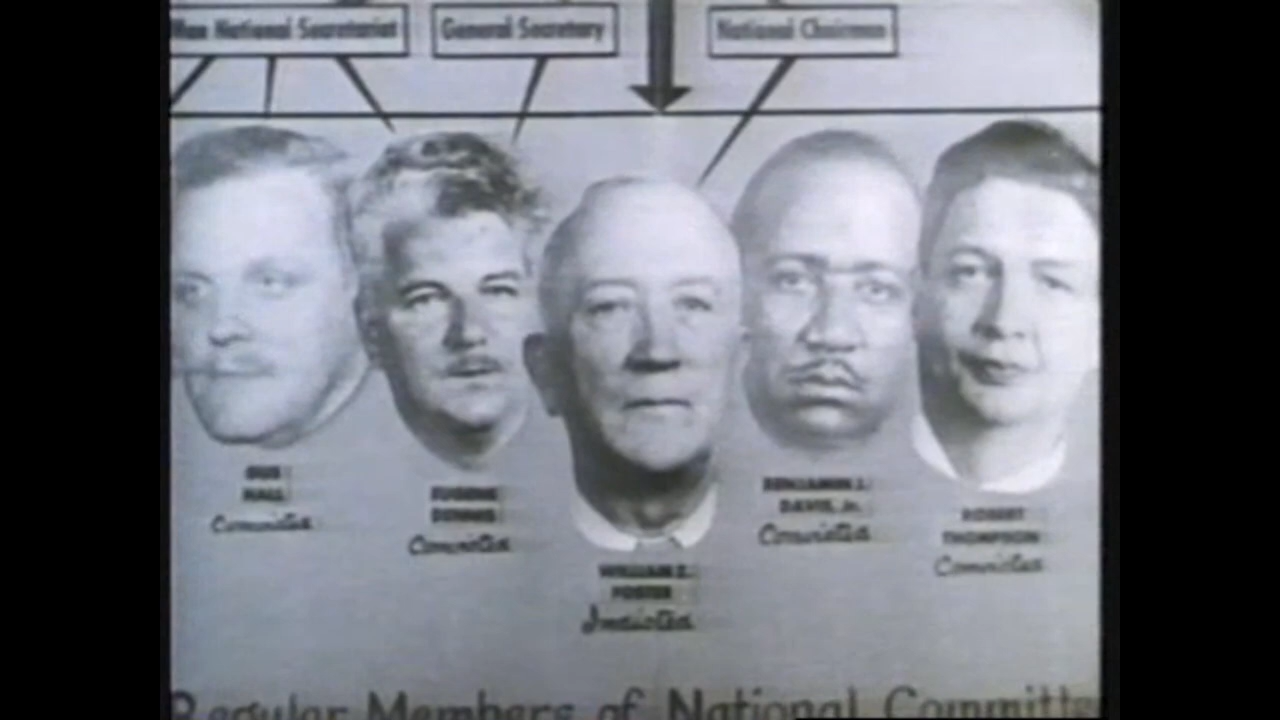 Man National Secretariat
General Secretary
National Chairman
GUS
HALL
Convicted
EUGENE
DENNIS
Convicted
WILLIAM Z.
FOSTER
Indicted
BENJAMIN J.
DAVIS, Jr.
Convicted
ROBERT
THOMPSON
Convicted
Regular Members of National Committee